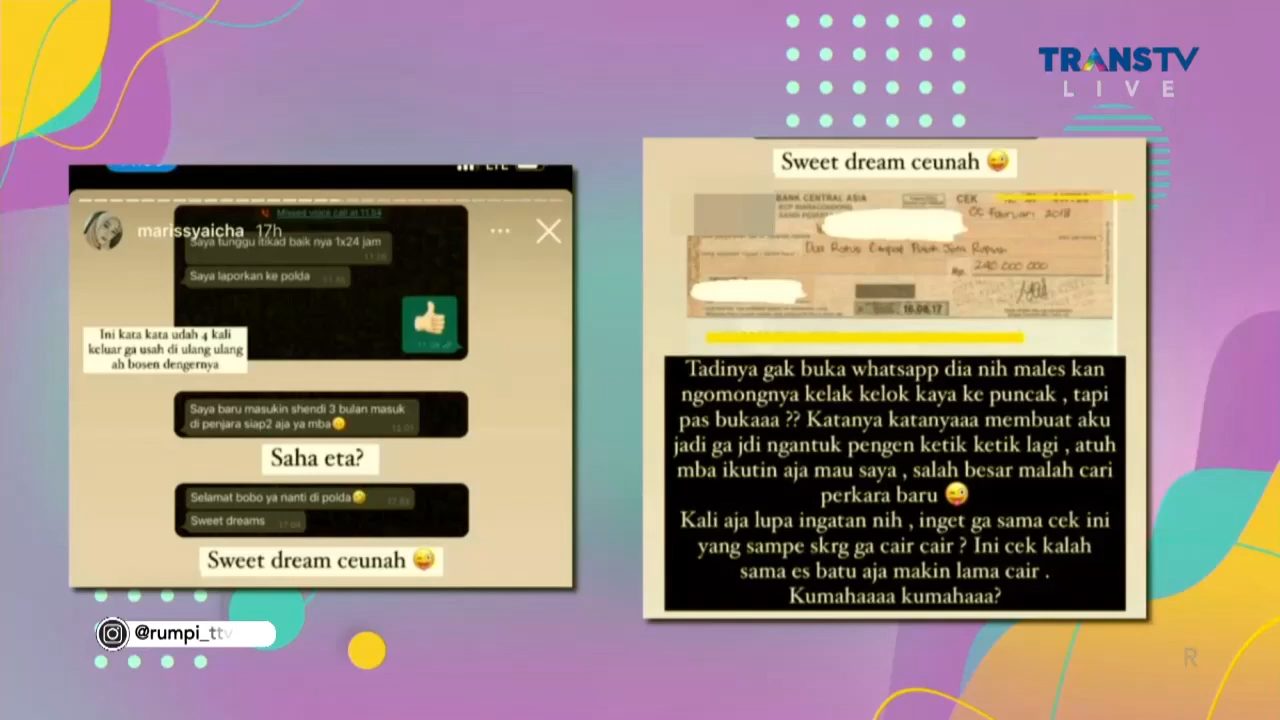 TRANSTV
LIVE
marissyaicha 17h
Missed voice call at 11.04
Saya tunggu itikad baik nya 1x24 jam
Saya laporkan ke polda
Ini kata kata udah 4 kali
keluar ga usah di ulang ulang
ah bosen dengernya
Saya baru masukin shendi 3 bulan masuk
di penjara siap2 aja ya mba🤭
Saha eta?
Selamat bobo ya nanti di polda🤣
Sweet dreams
Sweet dream ceunah 😜
@rumpi_ttv
Sweet dream ceunah 😜
BANK CENTRAL ASIA
CEK
Dua Ratus Empat Puluh Juta Rupiah
Rp. 240 000 000
16.08.17
Tadinya gak buka whatsapp dia nih males kan
ngomongnya kelak kelok kaya ke puncak , tapi
pas bukaaa ?? Katanya katanyaaa membuat aku
jadi ga jdi ngantuk pengen ketik ketik lagi , atuh
mba ikutin aja mau saya , salah besar malah cari
perkara baru 😜
Kali aja lupa ingatan nih , inget ga sama cek ini
yang sampe skrg ga cair cair ? Ini cek kalah
sama es batu aja makin lama cair .
Kumahaaaa kumahaaa?
R